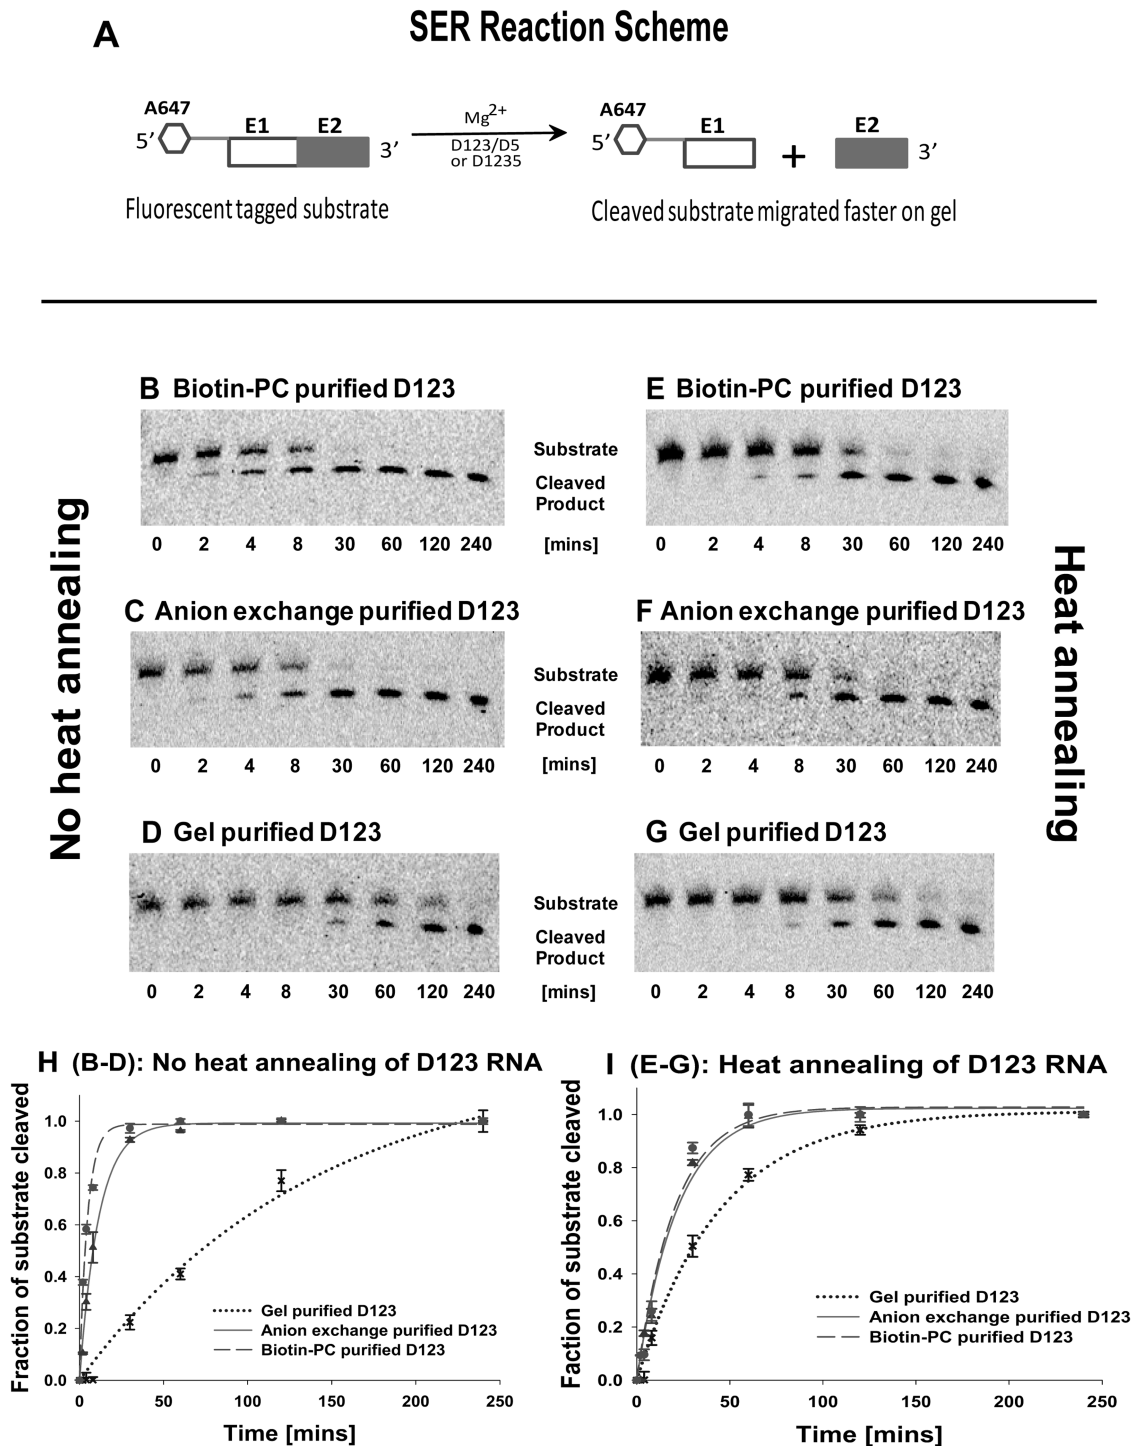 A
SER Reaction Scheme
A647
5′
E1
E2
3′
Mg2+
D123/D5
or D1235
A647
5′
E1
+
E2
3′
Fluorescent tagged substrate
Cleaved substrate migrated faster on gel
No heat annealing
B Biotin-PC purified D123
Substrate
Cleaved
Product
0 2 4 8 30 60 120 240
[mins]
E Biotin-PC purified D123
0 2 4 8 30 60 120 240
C Anion exchange purified D123
Substrate
Cleaved
Product
0 2 4 8 30 60 120 240
[mins]
F Anion exchange purified D123
0 2 4 8 30 60 120 240
D Gel purified D123
Substrate
Cleaved
Product
0 2 4 8 30 60 120 240
[mins]
G Gel purified D123
0 2 4 8 30 60 120 240
Heat annealing
H (B-D): No heat annealing of D123 RNA
Fraction of substrate cleaved
1.0
0.8
0.6
0.4
0.2
0.0
Gel purified D123
Anion exchange purified D123
Biotin-PC purified D123
0 50 100 150 200 250
Time [mins]
I (E-G): Heat annealing of D123 RNA
Faction of substrate cleaved
1.0
0.8
0.6
0.4
0.2
0.0
Gel purified D123
Anion exchange purified D123
Biotin-PC purified D123
0 50 100 150 200 250
Time [mins]